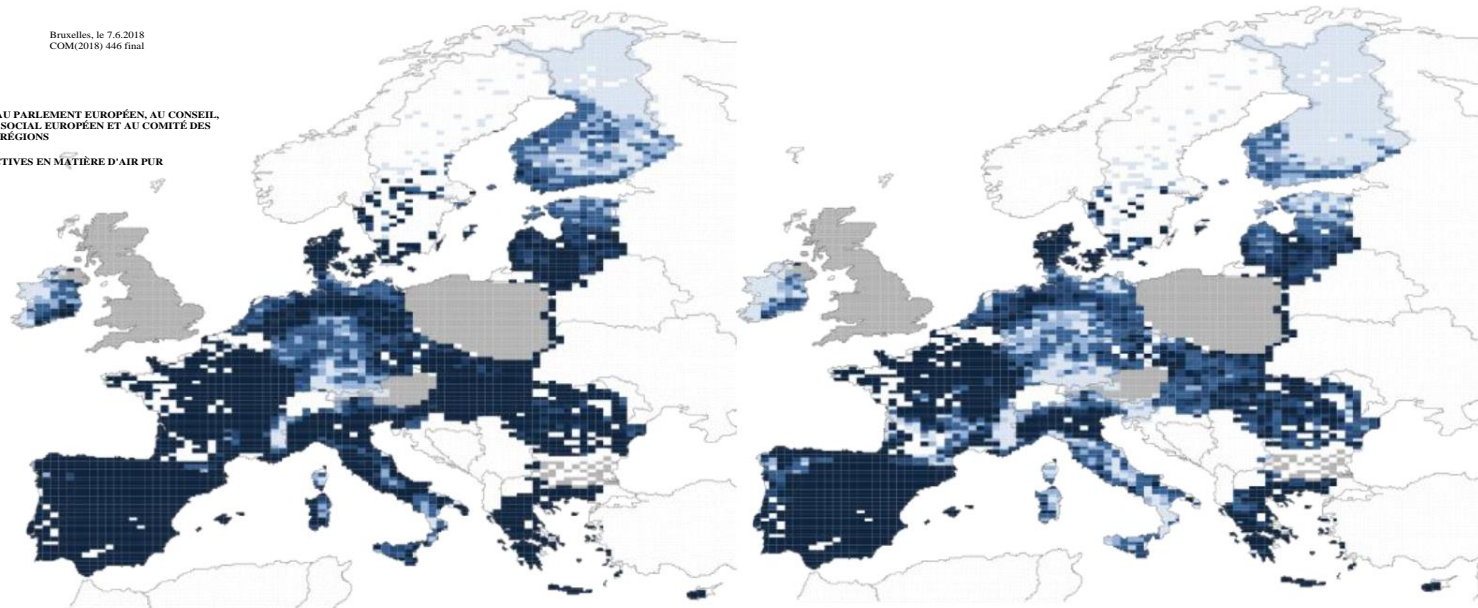 Bruxelles, le 7.6.2018
COM(2018) 446 final
AU PARLEMENT EUROPÉEN, AU CONSEIL,
SOCIAL EUROPÉEN ET AU COMITÉ DES
RÉGIONS
CTIVES EN MATIÈRE D'AIR PUR